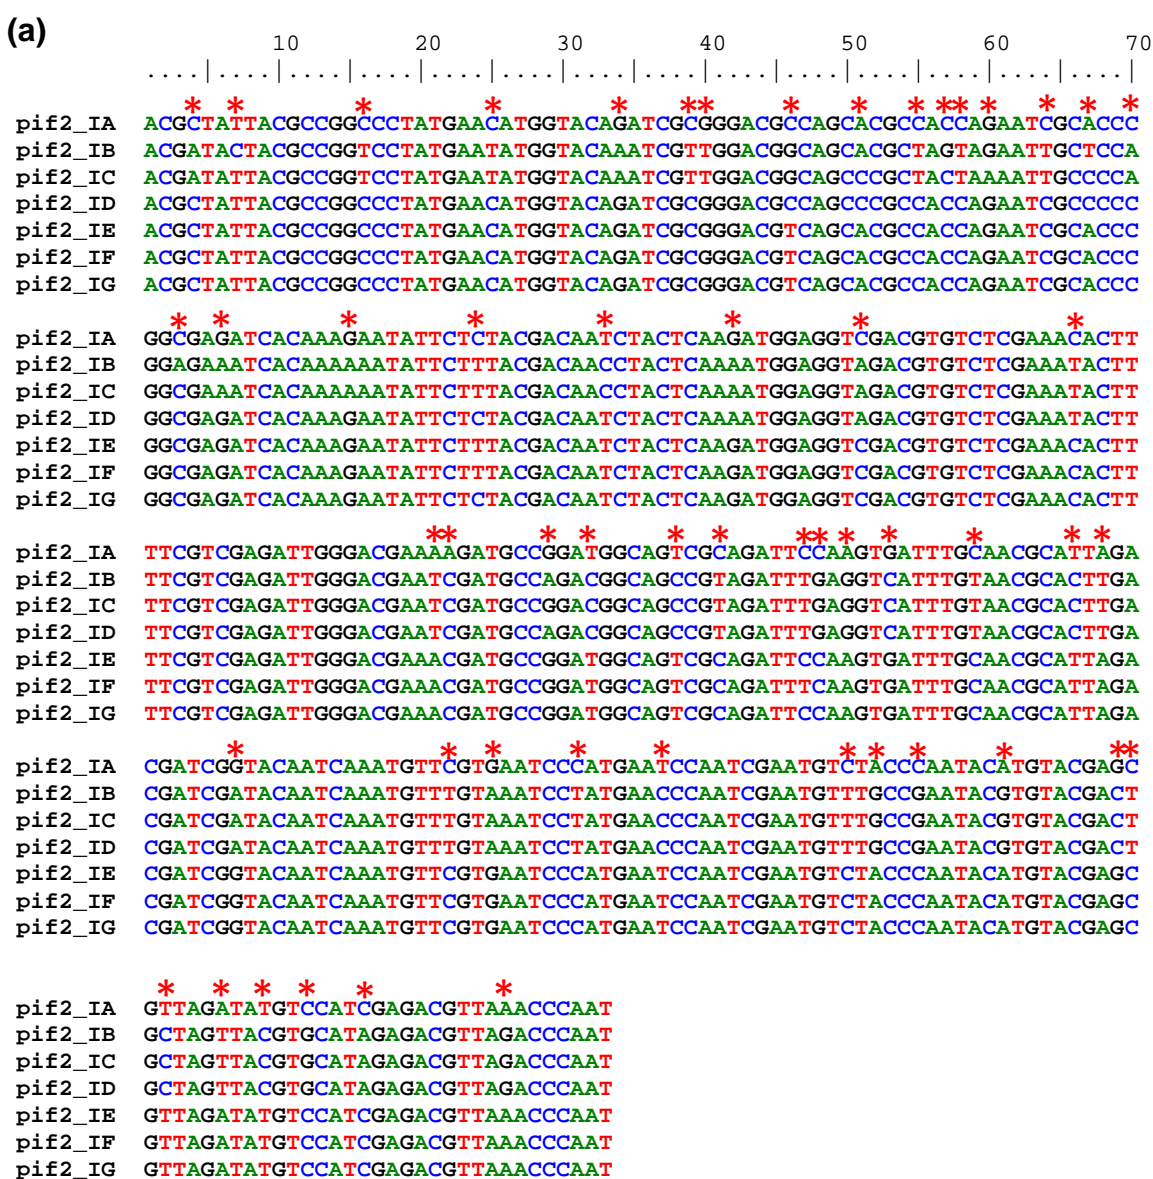 (a)
10 20 30 40 50 60 70
....|....|....|....|....|....|....|....|....|....|....|....|....|....|
* * * * * ** * * * ** * * * *
pif2_IA ACGCTATTACGCCGGCCCTATGAACATGGTACAGATCGCGGGACGCCAGCACGCCACCAGAATCGCACCC
pif2_IB ACGATACTACGCCGGTCCTATGAATATGGTACAAATCGTTGGACGGCAGCACGCTAGTAGAATTGCTCCA
pif2_IC ACGATATTACGCCGGTCCTATGAATATGGTACAAATCGTTGGACGGCAGCCCGCTACTAAAATTGCCCCA
pif2_ID ACGCTATTACGCCGGCCCTATGAACATGGTACAGATCGCGGGACGCCAGCCCGCCACCAGAATCGCCCCC
pif2_IE ACGCTATTACGCCGGCCCTATGAACATGGTACAGATCGCGGGACGTCAGCACGCCACCAGAATCGCACCC
pif2_IF ACGCTATTACGCCGGCCCTATGAACATGGTACAGATCGCGGGACGTCAGCACGCCACCAGAATCGCACCC
pif2_IG ACGCTATTACGCCGGCCCTATGAACATGGTACAGATCGCGGGACGTCAGCACGCCACCAGAATCGCACCC
* * * * * * * *
pif2_IA GGCGAGATCACAAAGAATATTCTCTACGACAATCTACTCAAGATGGAGGTCGACGTGTCTCGAAACACTT
pif2_IB GGAGAAATCACAAAAAATATTCTTTACGACAACCTACTCAAAATGGAGGTAGACGTGTCTCGAAATACTT
pif2_IC GGCGAAATCACAAAAAATATTCTTTACGACAACCTACTCAAAATGGAGGTAGACGTGTCTCGAAATACTT
pif2_ID GGCGAGATCACAAAGAATATTCTCTACGACAATCTACTCAAAATGGAGGTAGACGTGTCTCGAAATACTT
pif2_IE GGCGAGATCACAAAGAATATTCTTTACGACAATCTACTCAAGATGGAGGTCGACGTGTCTCGAAACACTT
pif2_IF GGCGAGATCACAAAGAATATTCTTTACGACAATCTACTCAAGATGGAGGTCGACGTGTCTCGAAACACTT
pif2_IG GGCGAGATCACAAAGAATATTCTCTACGACAATCTACTCAAGATGGAGGTCGACGTGTCTCGAAACACTT
** * * * * ** * * * * *
pif2_IA TTCGTCGAGATTGGGACGAAAAGATGCCGGATGGCAGTCGCAGATTCCAAGTGATTTGCAACGCATTAGA
pif2_IB TTCGTCGAGATTGGGACGAATCGATGCCAGACGGCAGCCGTAGATTTGAGGTCATTTGTAACGCACTTGA
pif2_IC TTCGTCGAGATTGGGACGAATCGATGCCGGACGGCAGCCGTAGATTTGAGGTCATTTGTAACGCACTTGA
pif2_ID TTCGTCGAGATTGGGACGAATCGATGCCAGACGGCAGCCGTAGATTTGAGGTCATTTGTAACGCACTTGA
pif2_IE TTCGTCGAGATTGGGACGAAACGATGCCGGATGGCAGTCGCAGATTCCAAGTGATTTGCAACGCATTAGA
pif2_IF TTCGTCGAGATTGGGACGAAACGATGCCGGATGGCAGTCGCAGATTTCAAGTGATTTGCAACGCATTAGA
pif2_IG TTCGTCGAGATTGGGACGAAACGATGCCGGATGGCAGTCGCAGATTCCAAGTGATTTGCAACGCATTAGA
* * * * * * * * * **
pif2_IA CGATCGGTACAATCAAATGTTCGTGAATCCCATGAATCCAATCGAATGTCTACCCAATACATGTACGAGC
pif2_IB CGATCGATACAATCAAATGTTTGTAAATCCTATGAACCCAATCGAATGTTTGCCGAATACGTGTACGACT
pif2_IC CGATCGATACAATCAAATGTTTGTAAATCCTATGAACCCAATCGAATGTTTGCCGAATACGTGTACGACT
pif2_ID CGATCGATACAATCAAATGTTTGTAAATCCTATGAACCCAATCGAATGTTTGCCGAATACGTGTACGACT
pif2_IE CGATCGGTACAATCAAATGTTCGTGAATCCCATGAATCCAATCGAATGTCTACCCAATACATGTACGAGC
pif2_IF CGATCGGTACAATCAAATGTTCGTGAATCCCATGAATCCAATCGAATGTCTACCCAATACATGTACGAGC
pif2_IG CGATCGGTACAATCAAATGTTCGTGAATCCCATGAATCCAATCGAATGTCTACCCAATACATGTACGAGC
* * * * * *
pif2_IA GTTAGATATGTCCATCGAGACGTTAAACCCAAT
pif2_IB GCTAGTTACGTGCATAGAGACGTTAGACCCAAT
pif2_IC GCTAGTTACGTGCATAGAGACGTTAGACCCAAT
pif2_ID GCTAGTTACGTGCATAGAGACGTTAGACCCAAT
pif2_IE GTTAGATATGTCCATCGAGACGTTAAACCCAAT
pif2_IF GTTAGATATGTCCATCGAGACGTTAAACCCAAT
pif2_IG GTTAGATATGTCCATCGAGACGTTAAACCCAAT